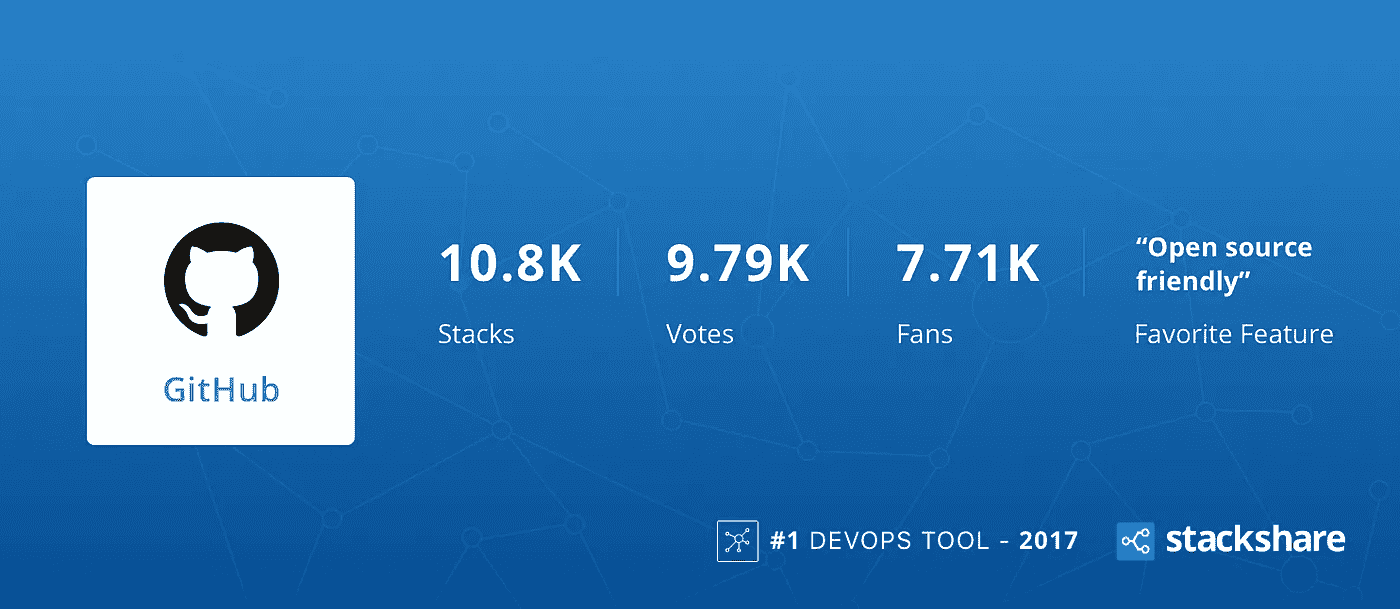 GitHub
10.8K
Stacks
9.79K
Votes
7.71K
Fans
“Open source
friendly”
Favorite Feature
#1 DEVOPS TOOL - 2017
stackshare